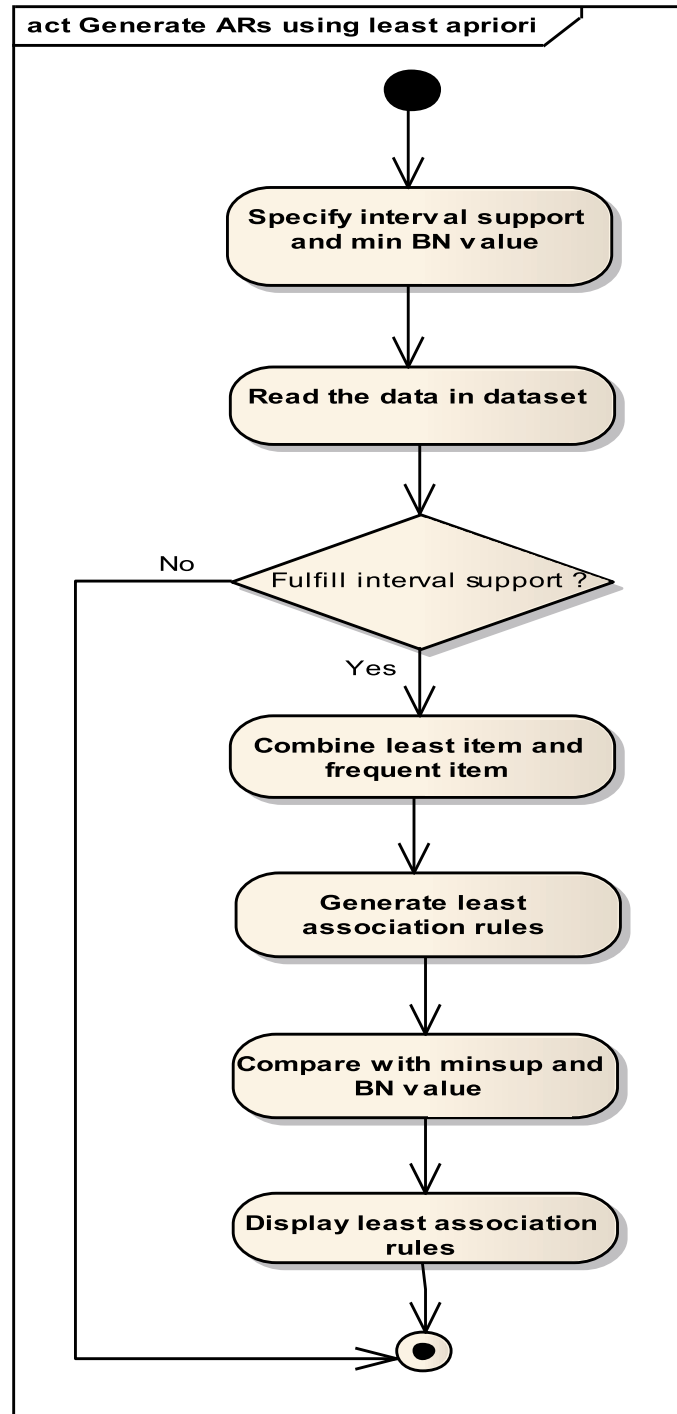 act Generate ARs using least apriori
Specify interval support
and min BN value
Read the data in dataset
No
Fulfill interval support ?
Yes
Combine least item and
frequent item
Generate least
association rules
Compare with minsup and
BN value
Display least association
rules